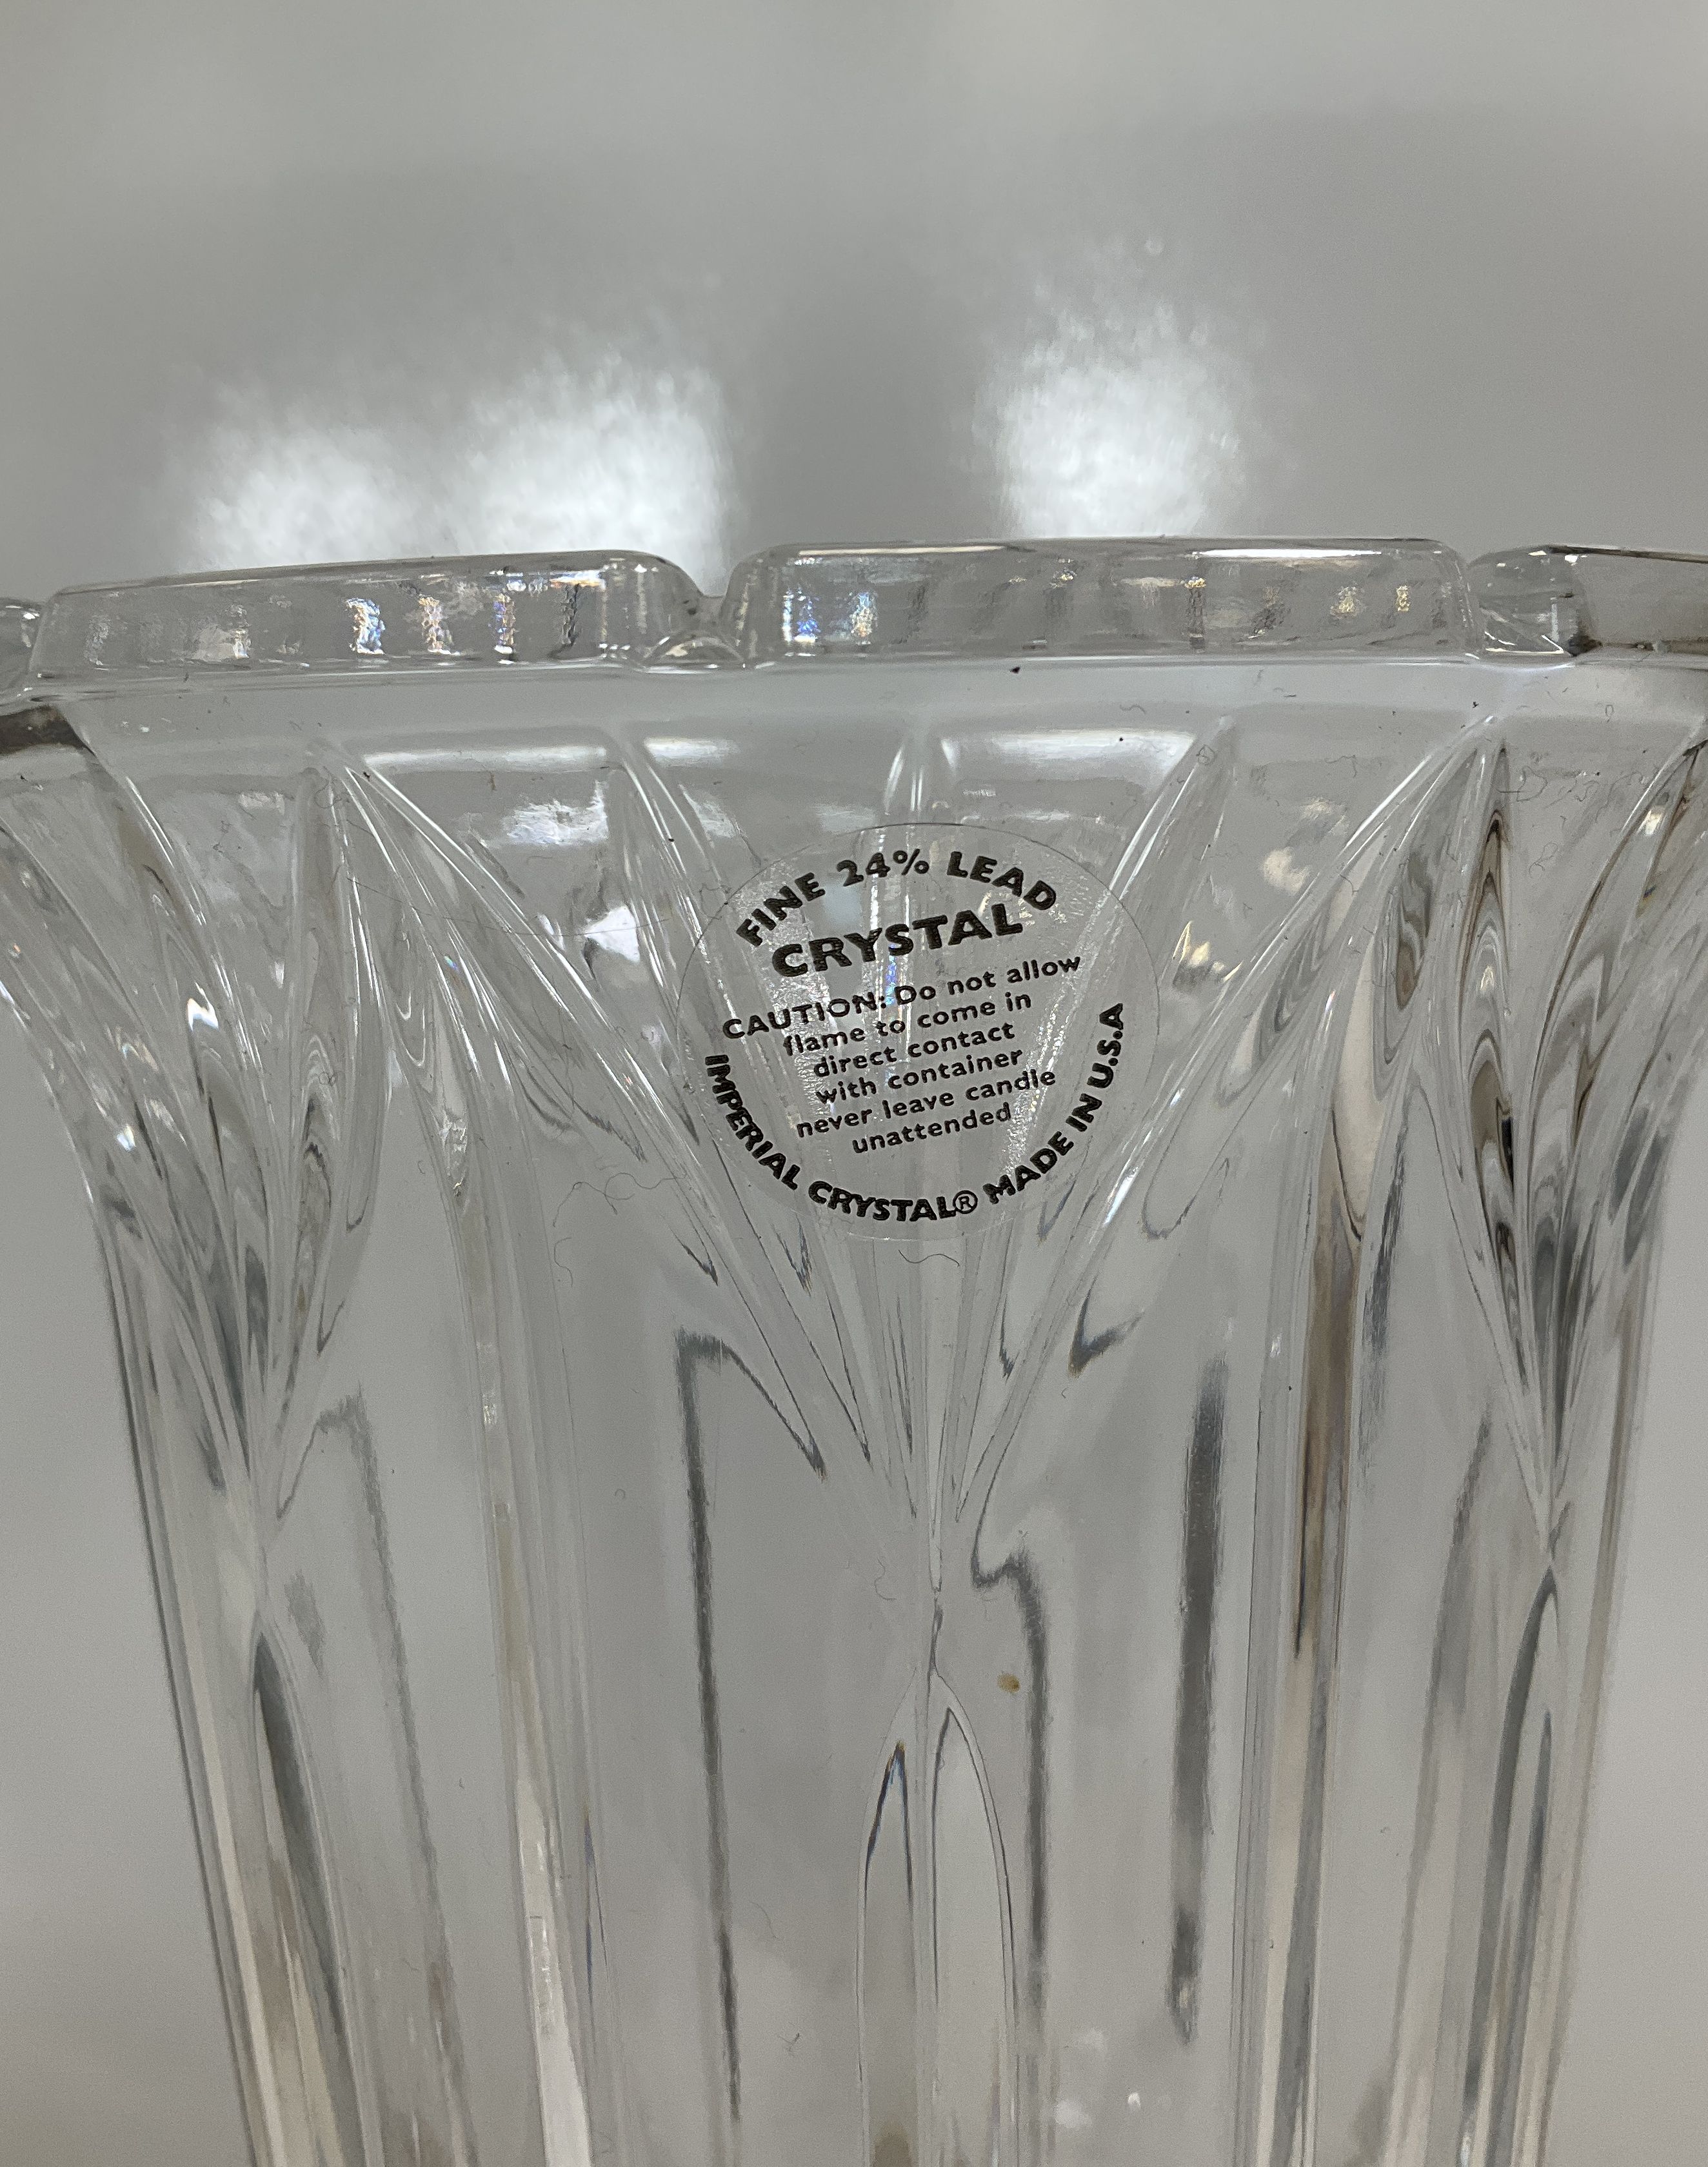 FINE 24% LEAD
CRYSTAL
CAUTION: Do not allow
flame to come in
direct contact
with container
never leave candle
unattended
IMPERIAL CRYSTAL® MADE IN U.S.A